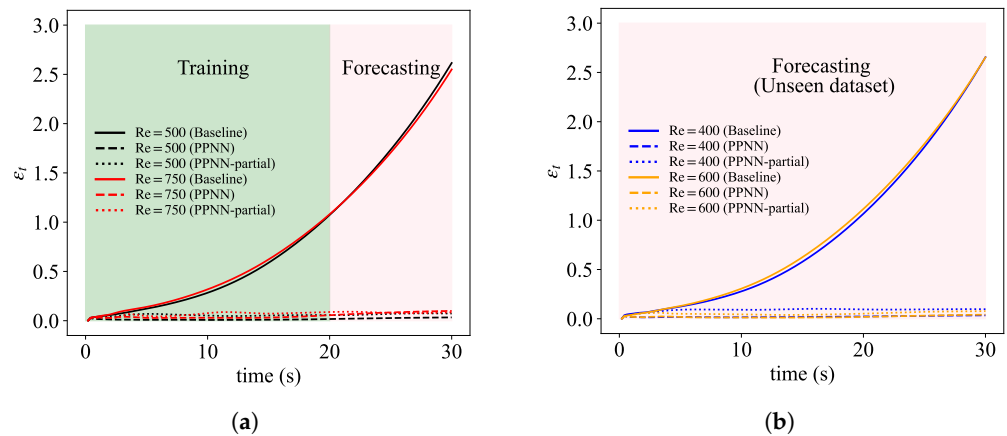 3.0
2.5
2.0
1.5
1.0
0.5
0.0
ε_t
Training
Forecasting
Re = 500 (Baseline)
Re = 500 (PPNN)
Re = 500 (PPNN-partial)
Re = 750 (Baseline)
Re = 750 (PPNN)
Re = 750 (PPNN-partial)
0 10 20 30
time (s)
(a)
3.0
2.5
2.0
1.5
1.0
0.5
0.0
ε_t
Forecasting
(Unseen dataset)
Re = 400 (Baseline)
Re = 400 (PPNN)
Re = 400 (PPNN-partial)
Re = 600 (Baseline)
Re = 600 (PPNN)
Re = 600 (PPNN-partial)
0 10 20 30
time (s)
(b)